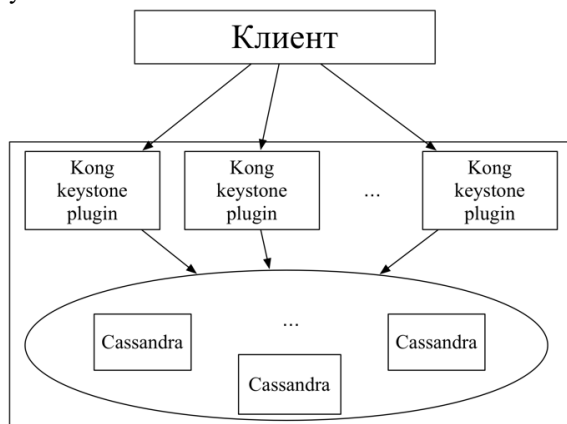 Клиент
Kong
keystone
plugin
Kong
keystone
plugin
...
Kong
keystone
plugin
...
Cassandra
Cassandra
Cassandra